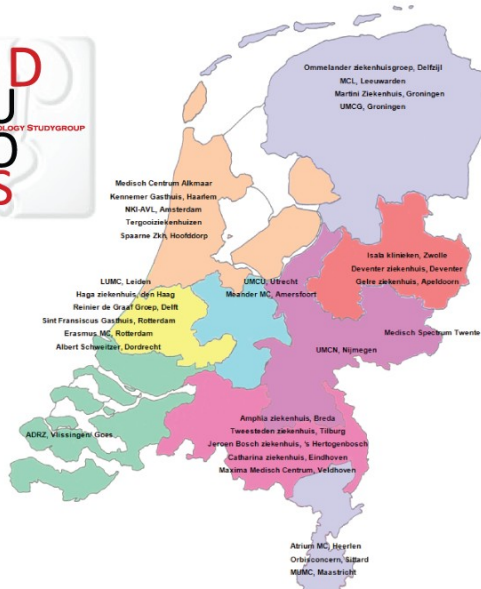 D
U
OLOGY STUDYGROUP
O
S
Ommelander ziekenhuisgroep, Delfzijl
MCL, Leeuwarden
Martini Ziekenhuis, Groningen
UMCG, Groningen
Medisch Centrum Alkmaar
Kennemer Gasthuis, Haarlem
NKI-AVL, Amsterdam
Tergooiziekenhuizen
Spaarne Zkh, Hoofddorp
Isala klinieken, Zwolle
Deventer ziekenhuis, Deventer
Gelre ziekenhuis, Apeldoorn
LUMC, Leiden
Haga ziekenhuis, den Haag
Reinier de Graaf Groep, Delft
Sint Fransiscus Gasthuis, Rotterdam
Erasmus MC, Rotterdam
Albert Schweitzer, Dordrecht
UMCU, Utrecht
Meander MC, Amersfoort
Medisch Spectrum Twente
UMCN, Nijmegen
Amphia ziekenhuis, Breda
Tweesteden ziekenhuis, Tilburg
Jeroen Bosch ziekenhuis, 's Hertogenbosch
Catharina ziekenhuis, Eindhoven
Maxima Medisch Centrum, Veldhoven
ADRZ, Vlissingen/ Goes
Atrium MC, Heerlen
Orbisconcern, Sittard
MUMC, Maastricht